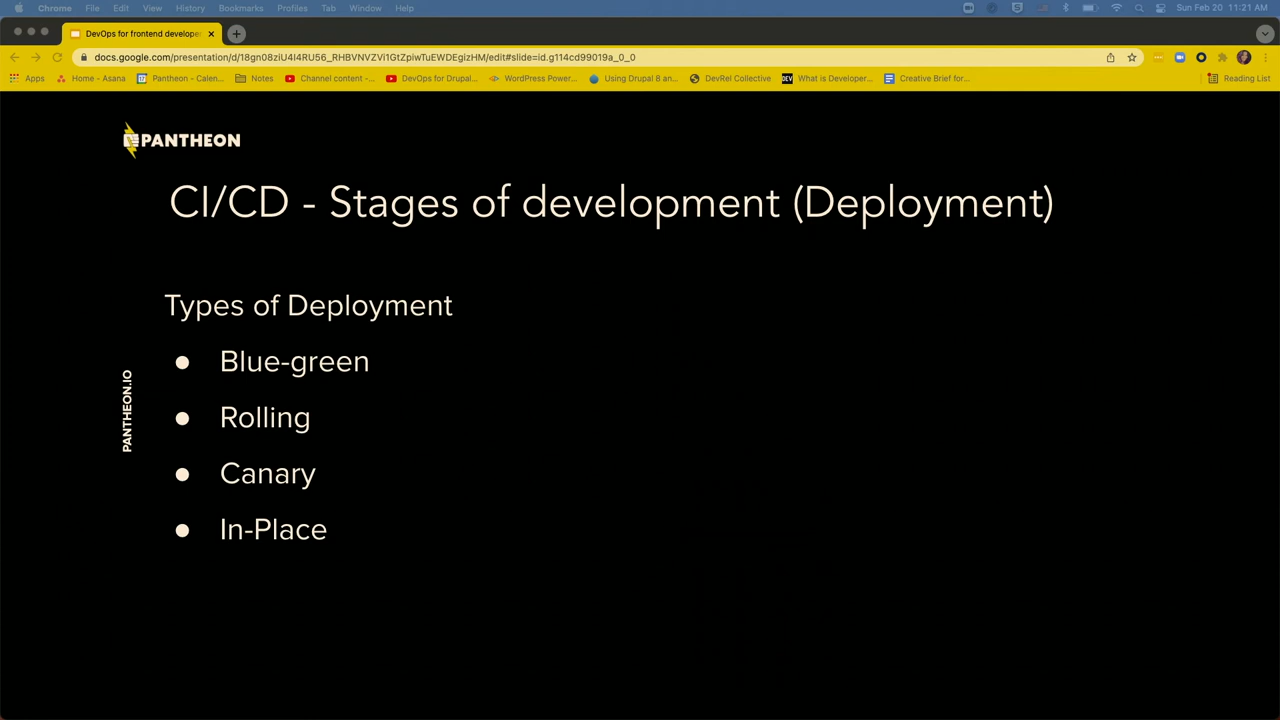 Chrome File Edit View History Bookmarks Profiles Tab Window Help Sun Feb 20 11:21 AM
DevOps for frontend develope
docs.google.com/presentation/d/18gn08ziU4I4RU56_RHBVNVZVi1GtZpiwTuEWDEgizHM/edit#slide=id.g114cd99019a_0_0
Apps Home - Asana Pantheon - Calen... Notes Channel content -... DevOps for Drupal... WordPress Power... Using Drupal 8 an... DevRel Collective DEV What is Developer... Creative Brief for... Reading List
PANTHEON
CI/CD - Stages of development (Deployment)
Types of Deployment
● Blue-green
● Rolling
● Canary
● In-Place
PANTHEON.IO